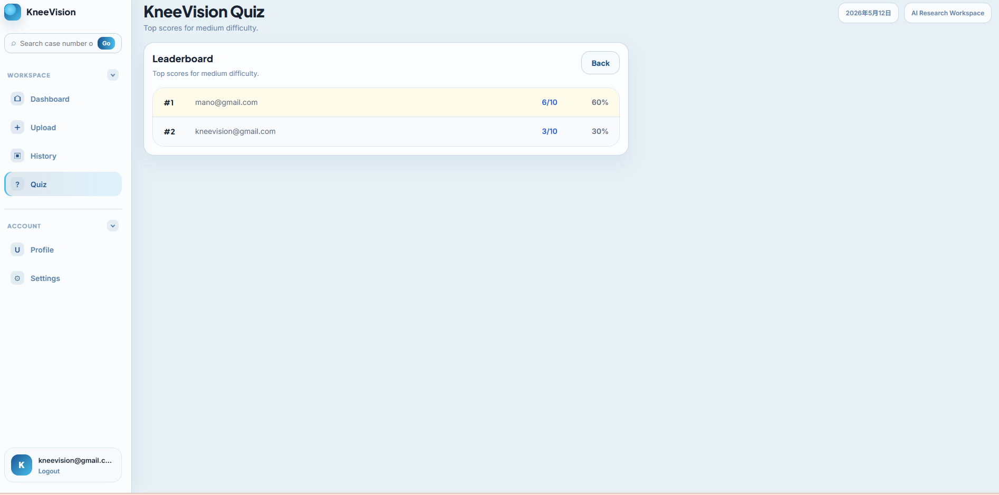 KneeVision
Search case number o
Go
WORKSPACE
Dashboard
Upload
History
? Quiz
ACCOUNT
U Profile
Settings
K
kneevision@gmail.c...
Logout
KneeVision Quiz
Top scores for medium difficulty.
2026年5月12日
AI Research Workspace
Leaderboard
Top scores for medium difficulty.
Back
#1 mano@gmail.com 6/10 60%
#2 kneevision@gmail.com 3/10 30%